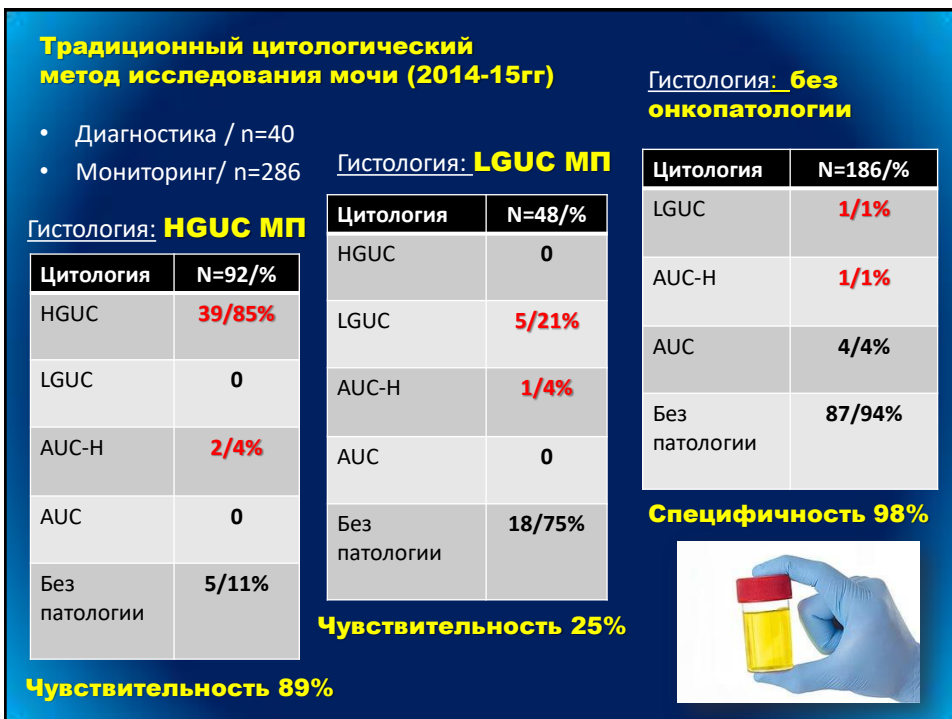 Традиционный цитологический
метод исследования мочи (2014-15гг)
• Диагностика / n=40
• Мониторинг/ n=286
Гистология: HGUC МП
Цитология N=92/%
HGUC 39/85%
LGUC 0
AUC-H 2/4%
AUC 0
Без
патологии 5/11%
Чувствительность 89%
Гистология: LGUC МП
Цитология N=48/%
HGUC 0
LGUC 5/21%
AUC-H 1/4%
AUC 0
Без
патологии 18/75%
Чувствительность 25%
Гистология: без
онкопатологии
Цитология N=186/%
LGUC 1/1%
AUC-H 1/1%
AUC 4/4%
Без
патологии 87/94%
Специфичность 98%